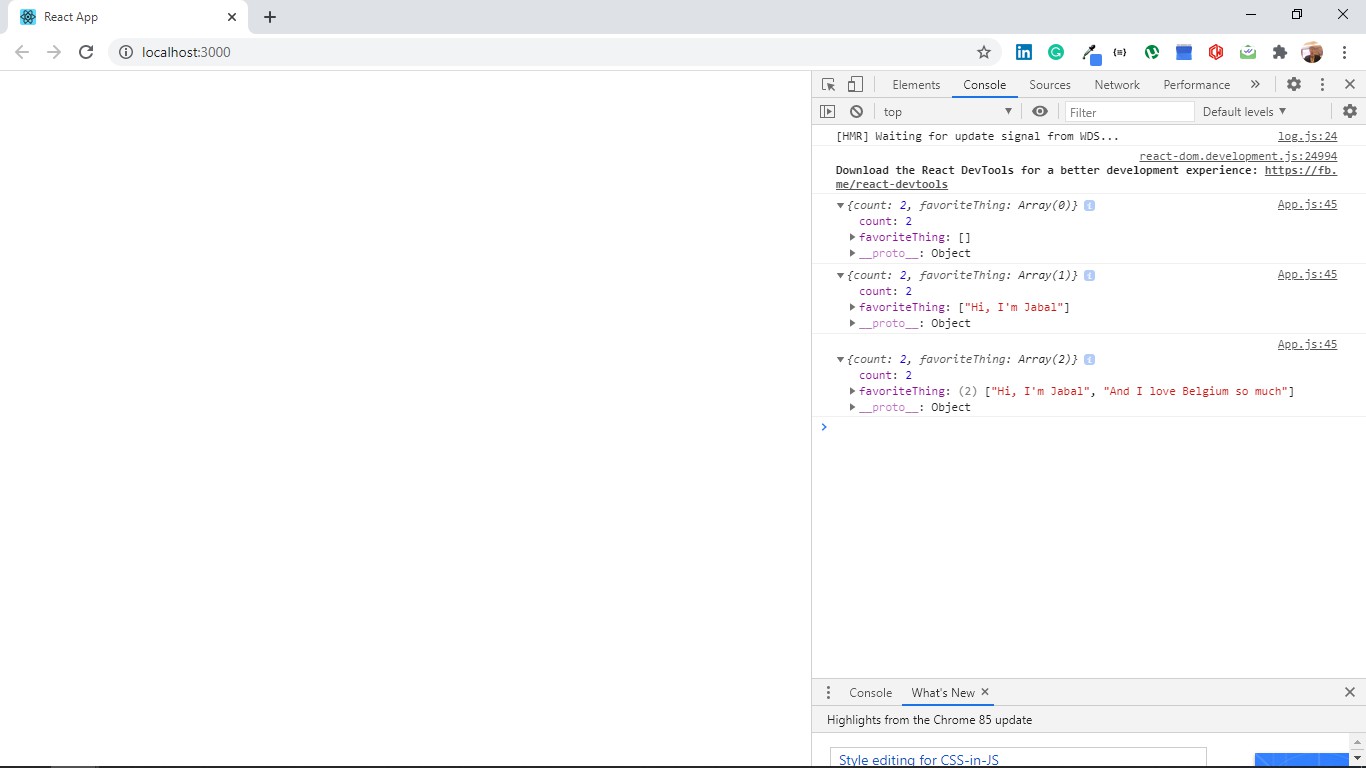 React App
localhost:3000
Elements Console Sources Network Performance
top Filter Default levels
[HMR] Waiting for update signal from WDS... log.js:24
react-dom.development.js:24994
Download the React DevTools for a better development experience: https://fb.
me/react-devtools
{count: 2, favoriteThing: Array(0)} App.js:45
count: 2
favoriteThing: []
__proto__: Object
{count: 2, favoriteThing: Array(1)} App.js:45
count: 2
favoriteThing: ["Hi, I'm Jabal"]
__proto__: Object
App.js:45
{count: 2, favoriteThing: Array(2)}
count: 2
favoriteThing: (2) ["Hi, I'm Jabal", "And I love Belgium so much"]
__proto__: Object
Console What's New
Highlights from the Chrome 85 update
Style editing for CSS-in-JS